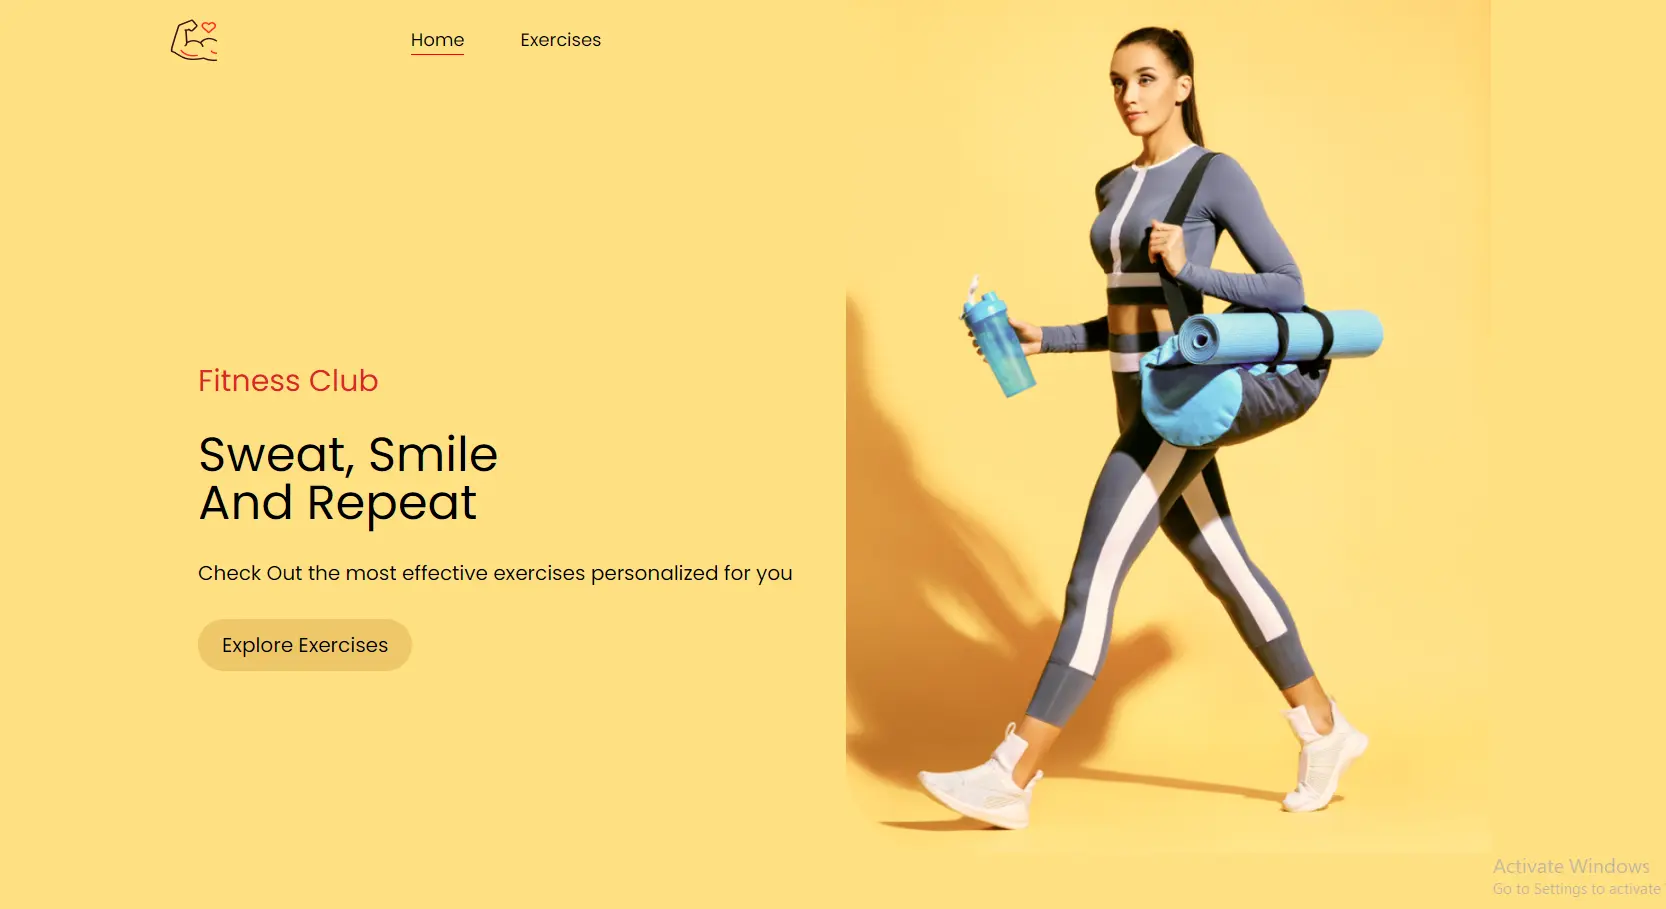 Home
Exercises
Fitness Club
Sweat, Smile
And Repeat
Check Out the most effective exercises personalized for you
Explore Exercises
Activate Windows
Go to Settings to activate